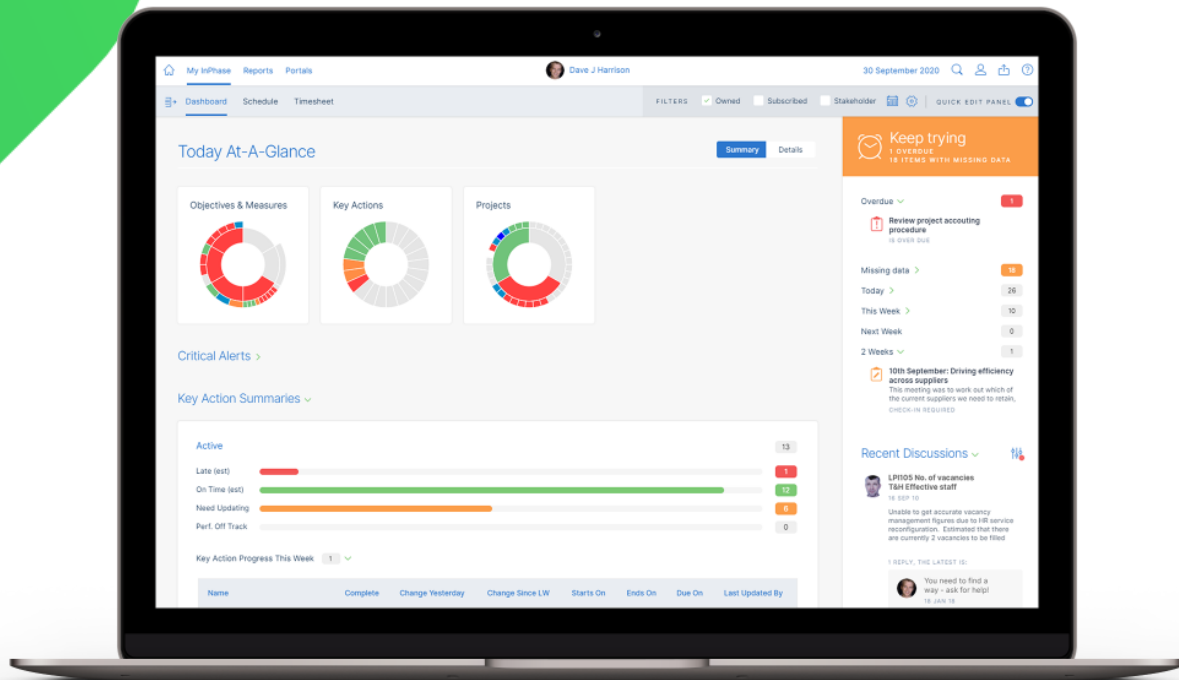 My InPhase Reports Portals
Dave J Harrison
30 September 2020
Dashboard Schedule Timesheet
FILTERS Owned Subscribed Stakeholder QUICK EDIT PANEL
Today At-A-Glance
Summary Details
Objectives & Measures
Key Actions
Projects
Critical Alerts
Key Action Summaries
Active 13
Late (est) 1
On Time (est) 12
Need Updating 6
Perf. Off Track 0
Key Action Progress This Week 1
Name Complete Change Yesterday Change Since LW Starts On Ends On Due On Last Updated By
Keep trying
1 OVERDUE
18 ITEMS WITH MISSING DATA
Overdue 1
Review project accouting
procedure
IS OVER DUE
Missing data 18
Today 26
This Week 10
Next Week 0
2 Weeks 1
10th September: Driving efficiency
across suppliers
This meeting was to work out which of
the current suppliers we need to retain,
CHECK-IN REQUIRED
Recent Discussions
LPI105 No. of vacancies
T&H Effective staff
18 SEP 10
Unable to get accurate vacancy
management figures due to HR service
reconfiguration. Estimated that there
are currently 2 vacancies to be filled
1 REPLY, THE LATEST IS:
You need to find a
way - ask for help!
18 JAN 18